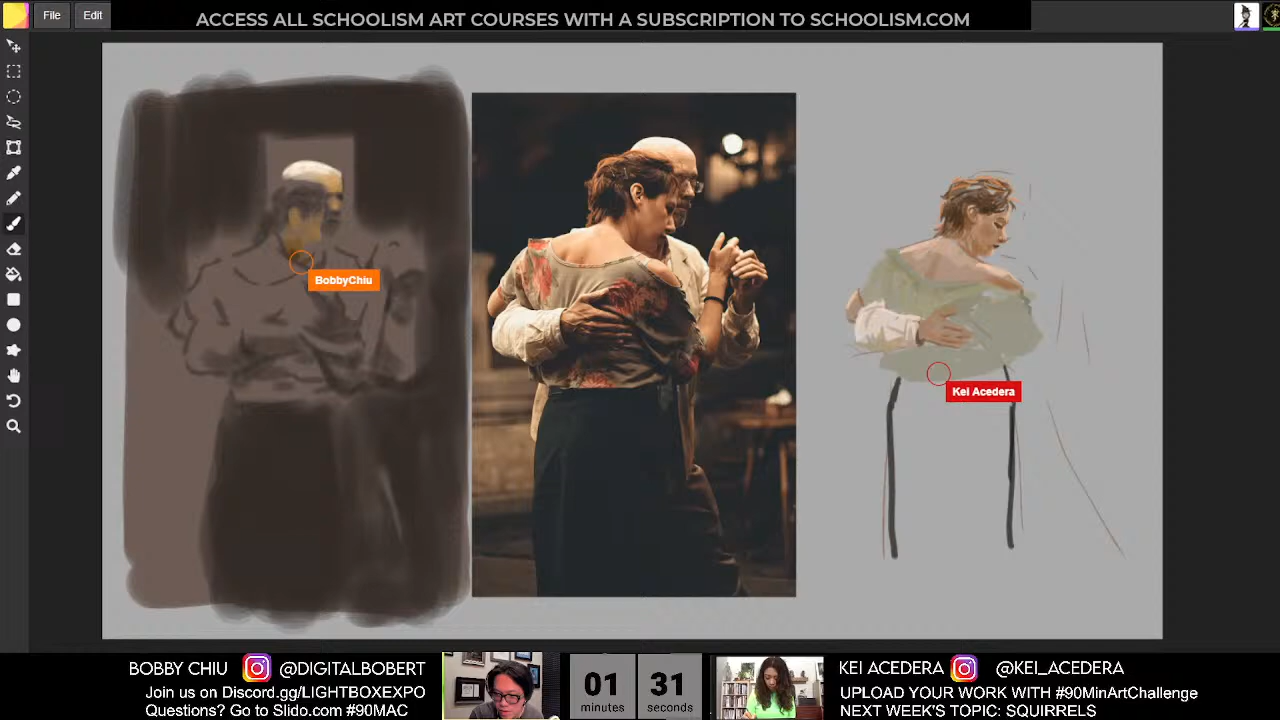 ACCESS ALL SCHOOLISM ART COURSES WITH A SUBSCRIPTION TO SCHOOLISM.COM
File Edit
BobbyChiu
Kei Acedera
BOBBY CHIU @DIGITALBOBERT
Join us on Discord.gg/LIGHTBOXEXPO
Questions? Go to Slido.com #90MAC
01 31
minutes seconds
KEI ACEDERA @KEI_ACEDERA
UPLOAD YOUR WORK WITH #90MinArtChallenge
NEXT WEEK'S TOPIC: SQUIRRELS